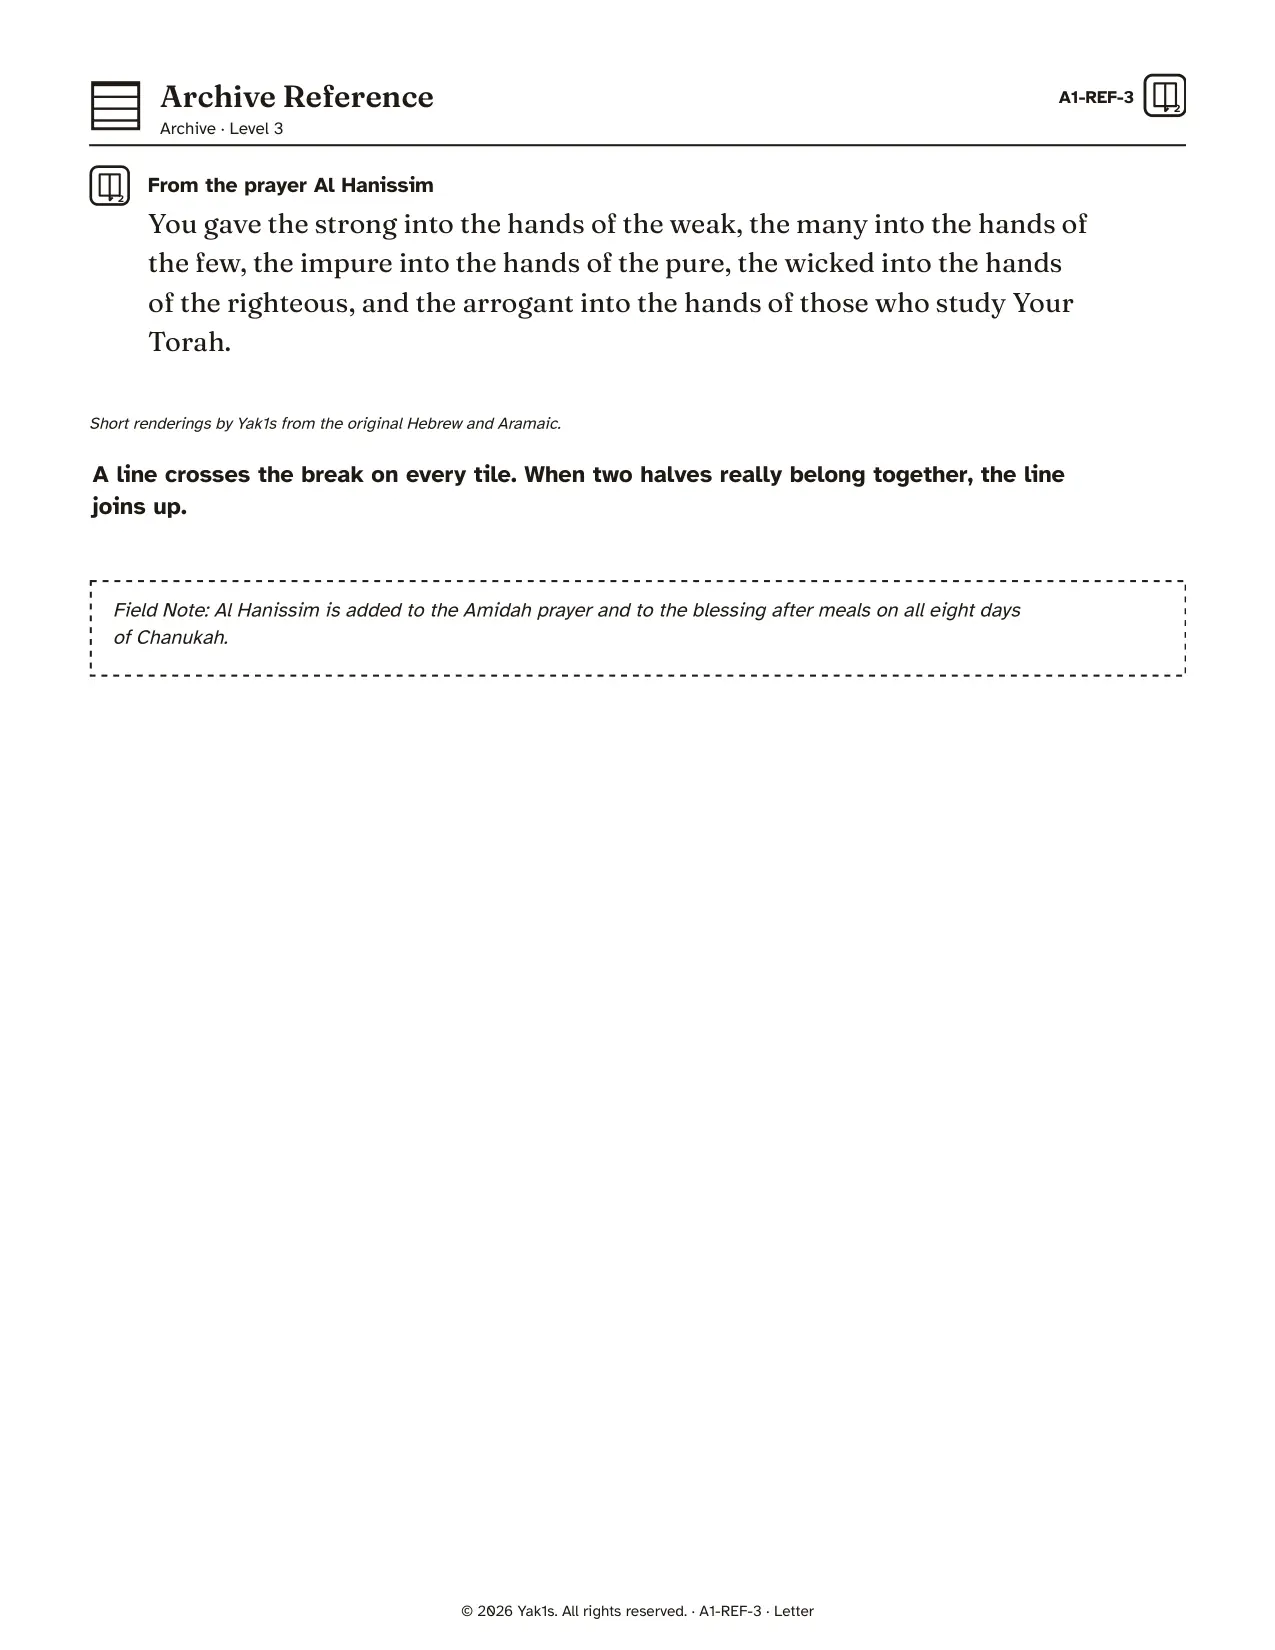 Archive Reference
Archive · Level 3
A1-REF-3
2
2
From the prayer Al Hanissim
You gave the strong into the hands of the weak, the many into the hands of
the few, the impure into the hands of the pure, the wicked into the hands
of the righteous, and the arrogant into the hands of those who study Your
Torah.
Short renderings by Yak1s from the original Hebrew and Aramaic.
A line crosses the break on every tile. When two halves really belong together, the line
joins up.
Field Note: Al Hanissim is added to the Amidah prayer and to the blessing after meals on all eight days
of Chanukah.
© 2026 Yak1s. All rights reserved. · A1-REF-3 · Letter